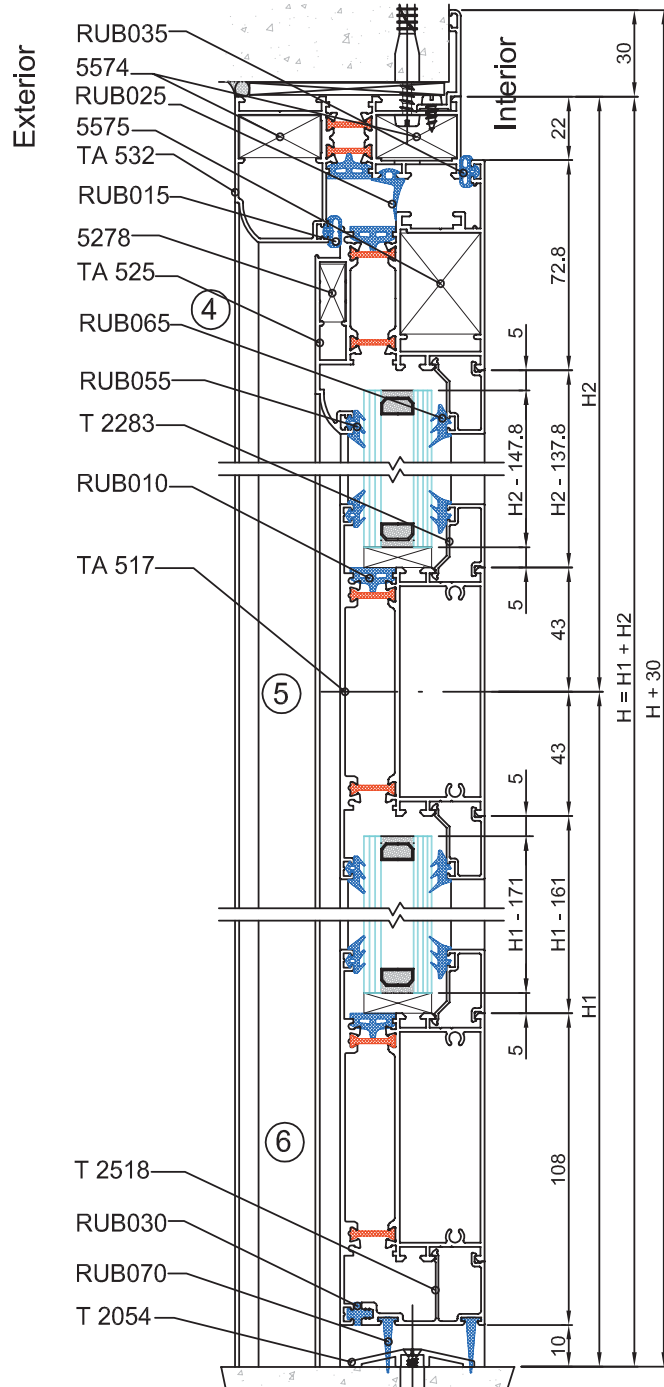 Exterior
Interior
RUB035
5574
RUB025
5575
TA 532
RUB015
5278
TA 525
RUB065
RUB055
T 2283
RUB010
TA 517
T 2518
RUB030
RUB070
T 2054
4
5
6
30
22
72.8
5
H2 - 147.8
H2 - 137.8
5
43
43
5
H1 - 171
H1 - 161
5
108
10
H2
H1
H = H1 + H2
H + 30